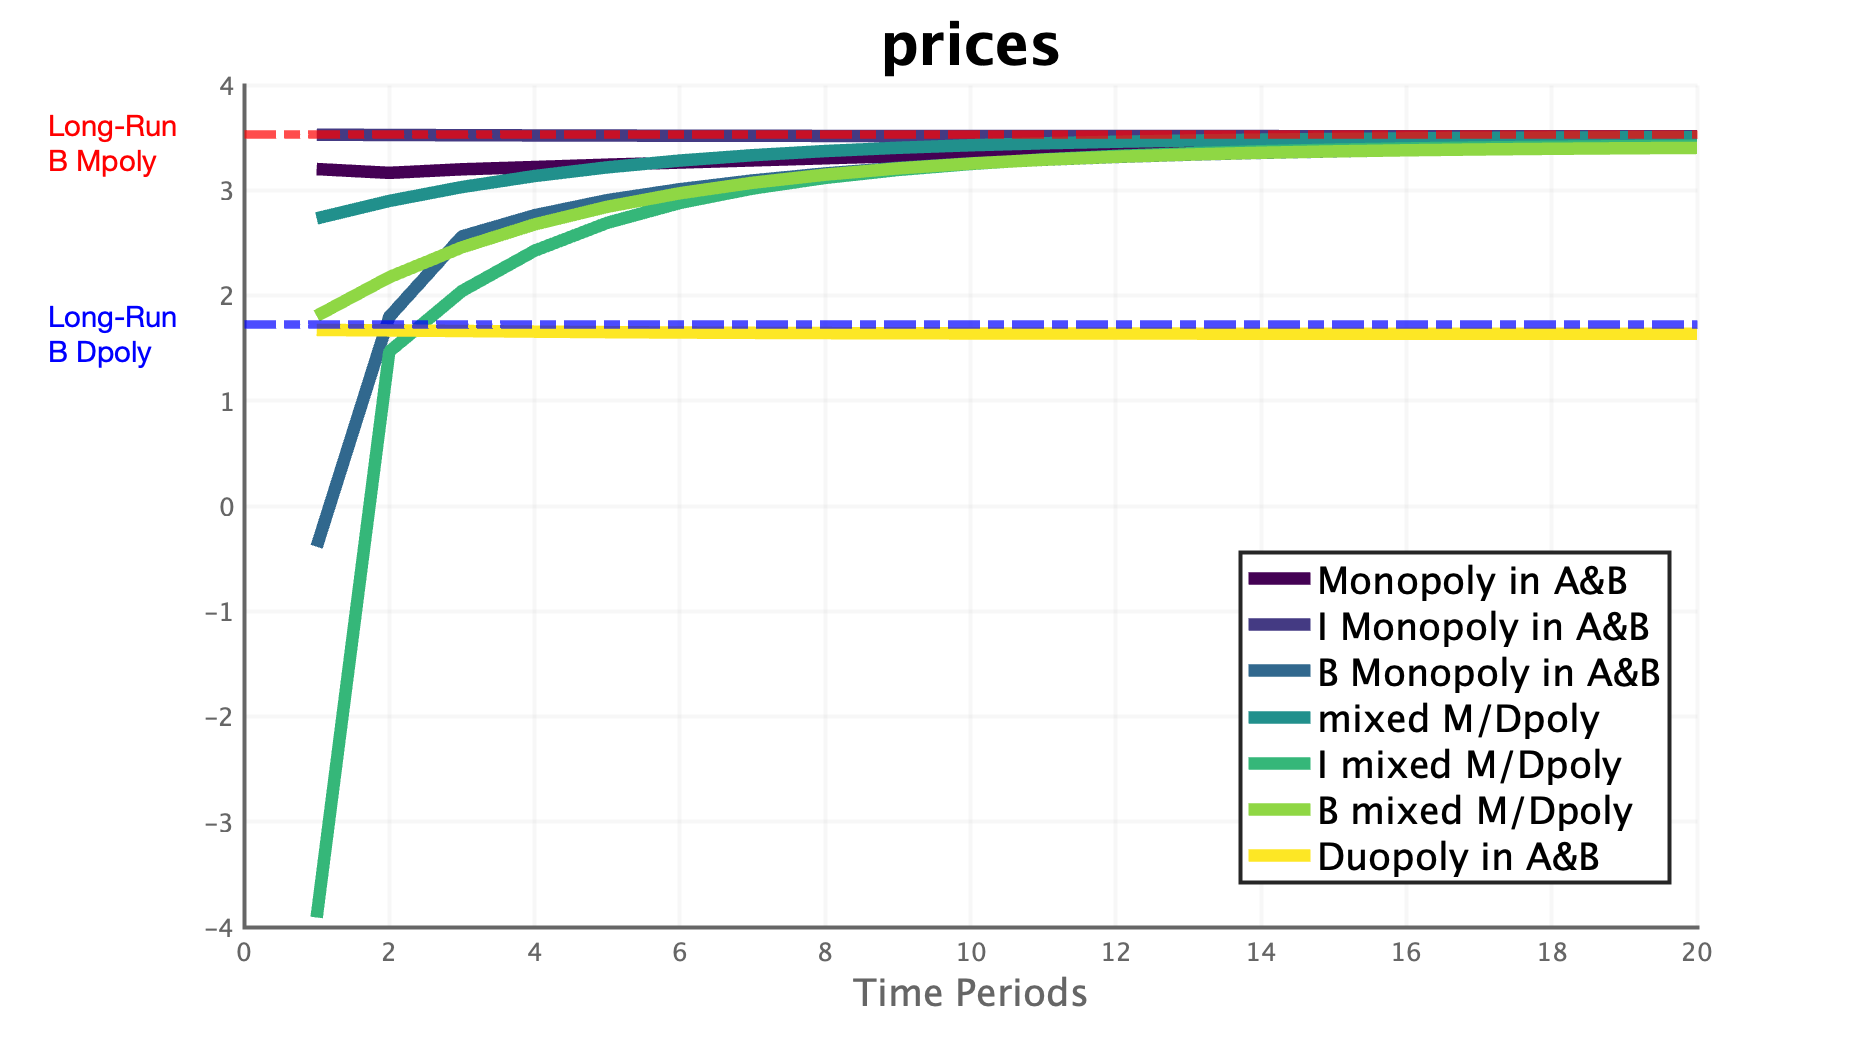 prices
Long-Run
B Mpoly
Long-Run
B Dpoly
4
3
2
1
0
−1
−2
−3
−4
0 2 4 6 8 10 12 14 16 18 20
Time Periods
Monopoly in A&B
I Monopoly in A&B
B Monopoly in A&B
mixed M/Dpoly
I mixed M/Dpoly
B mixed M/Dpoly
Duopoly in A&B